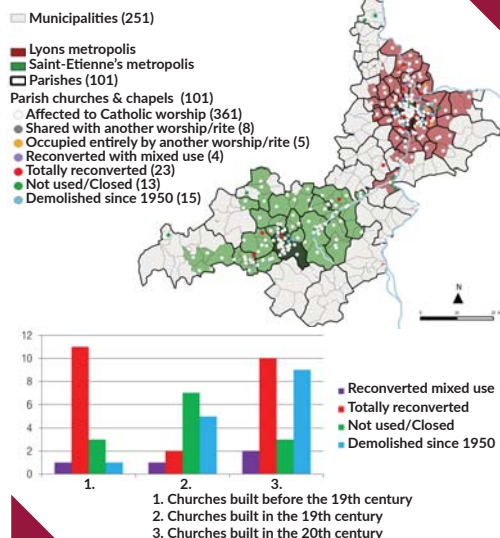 Municipalities (251)
Lyons metropolis
Saint-Etienne's metropolis
Parishes (101)
Parish churches & chapels (101)
Affected to Catholic worship (361)
Shared with another worship/rite (8)
Occupied entirely by another worship/rite (5)
Reconverted with mixed use (4)
Totally reconverted (23)
Not used/Closed (13)
Demolished since 1950 (15)
N
12
10
8
6
4
2
0
1.
2.
3.
Reconverted mixed use
Totally reconverted
Not used/Closed
Demolished since 1950
1. Churches built before the 19th century
2. Churches built in the 19th century
3. Churches built in the 20th century